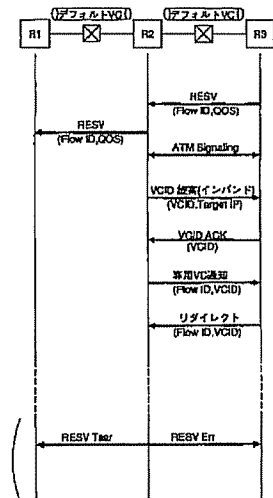 デフォルトVC デフォルトVC
R1 R2 R3
RESV
(Flow ID,QOS)
RESV
(Flow ID,QOS)
ATM Signaling
VCID 提案(インバンド)
(VCID,Target IP)
VCID ACK
(VCID)
専用VC通知
(Flow ID,VCID)
リダイレクト
(Flow ID,VCID)
RESV Tear RESV Err